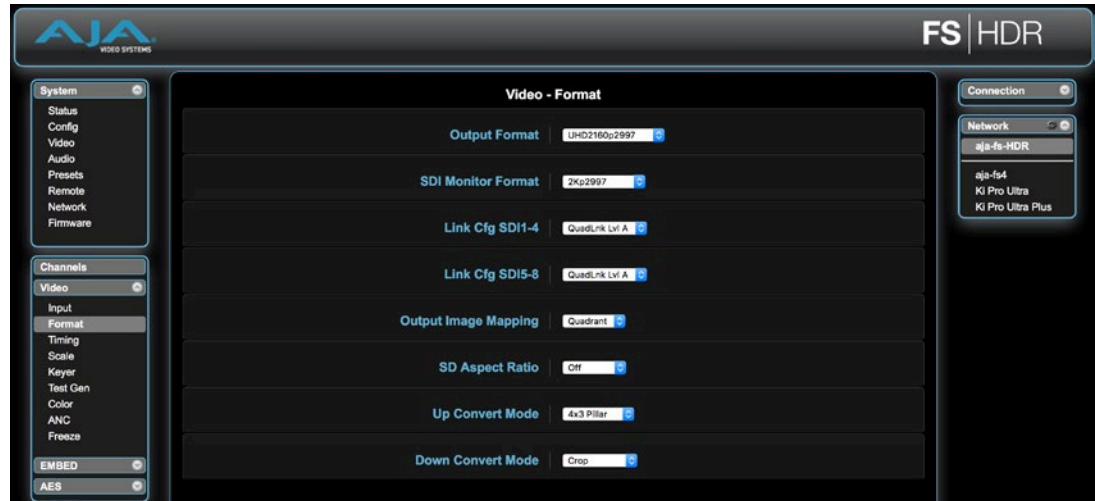 AJA
VIDEO SYSTEMS
FS|HDR
System
Status
Config
Video
Audio
Presets
Remote
Network
Firmware
Channels
Video
Input
Format
Timing
Scale
Keyer
Test Gen
Color
ANC
Freeze
EMBED
AES
Video - Format
Output Format UHD2160p2997
SDI Monitor Format 2Kp2997
Link Cfg SDI1-4 QuadLnk Lvl A
Link Cfg SDI5-8 QuadLnk Lvl A
Output Image Mapping Quadrant
SD Aspect Ratio Off
Up Convert Mode 4x3 Pillar
Down Convert Mode Crop
Connection
Network
aja-fs-HDR
aja-fs4
Ki Pro Ultra
Ki Pro Ultra Plus